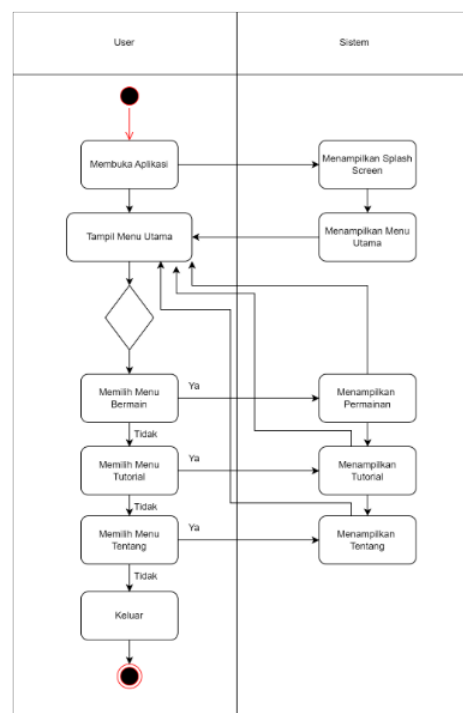 User
Sistem
Membuka Aplikasi
Menampilkan Splash
Screen
Tampil Menu Utama
Menampilkan Menu
Utama
Memilih Menu
Bermain
Ya
Menampilkan
Permainan
Tidak
Memilih Menu
Tutorial
Ya
Menampilkan
Tutorial
Tidak
Memilih Menu
Tentang
Ya
Menampilkan
Tentang
Tidak
Keluar